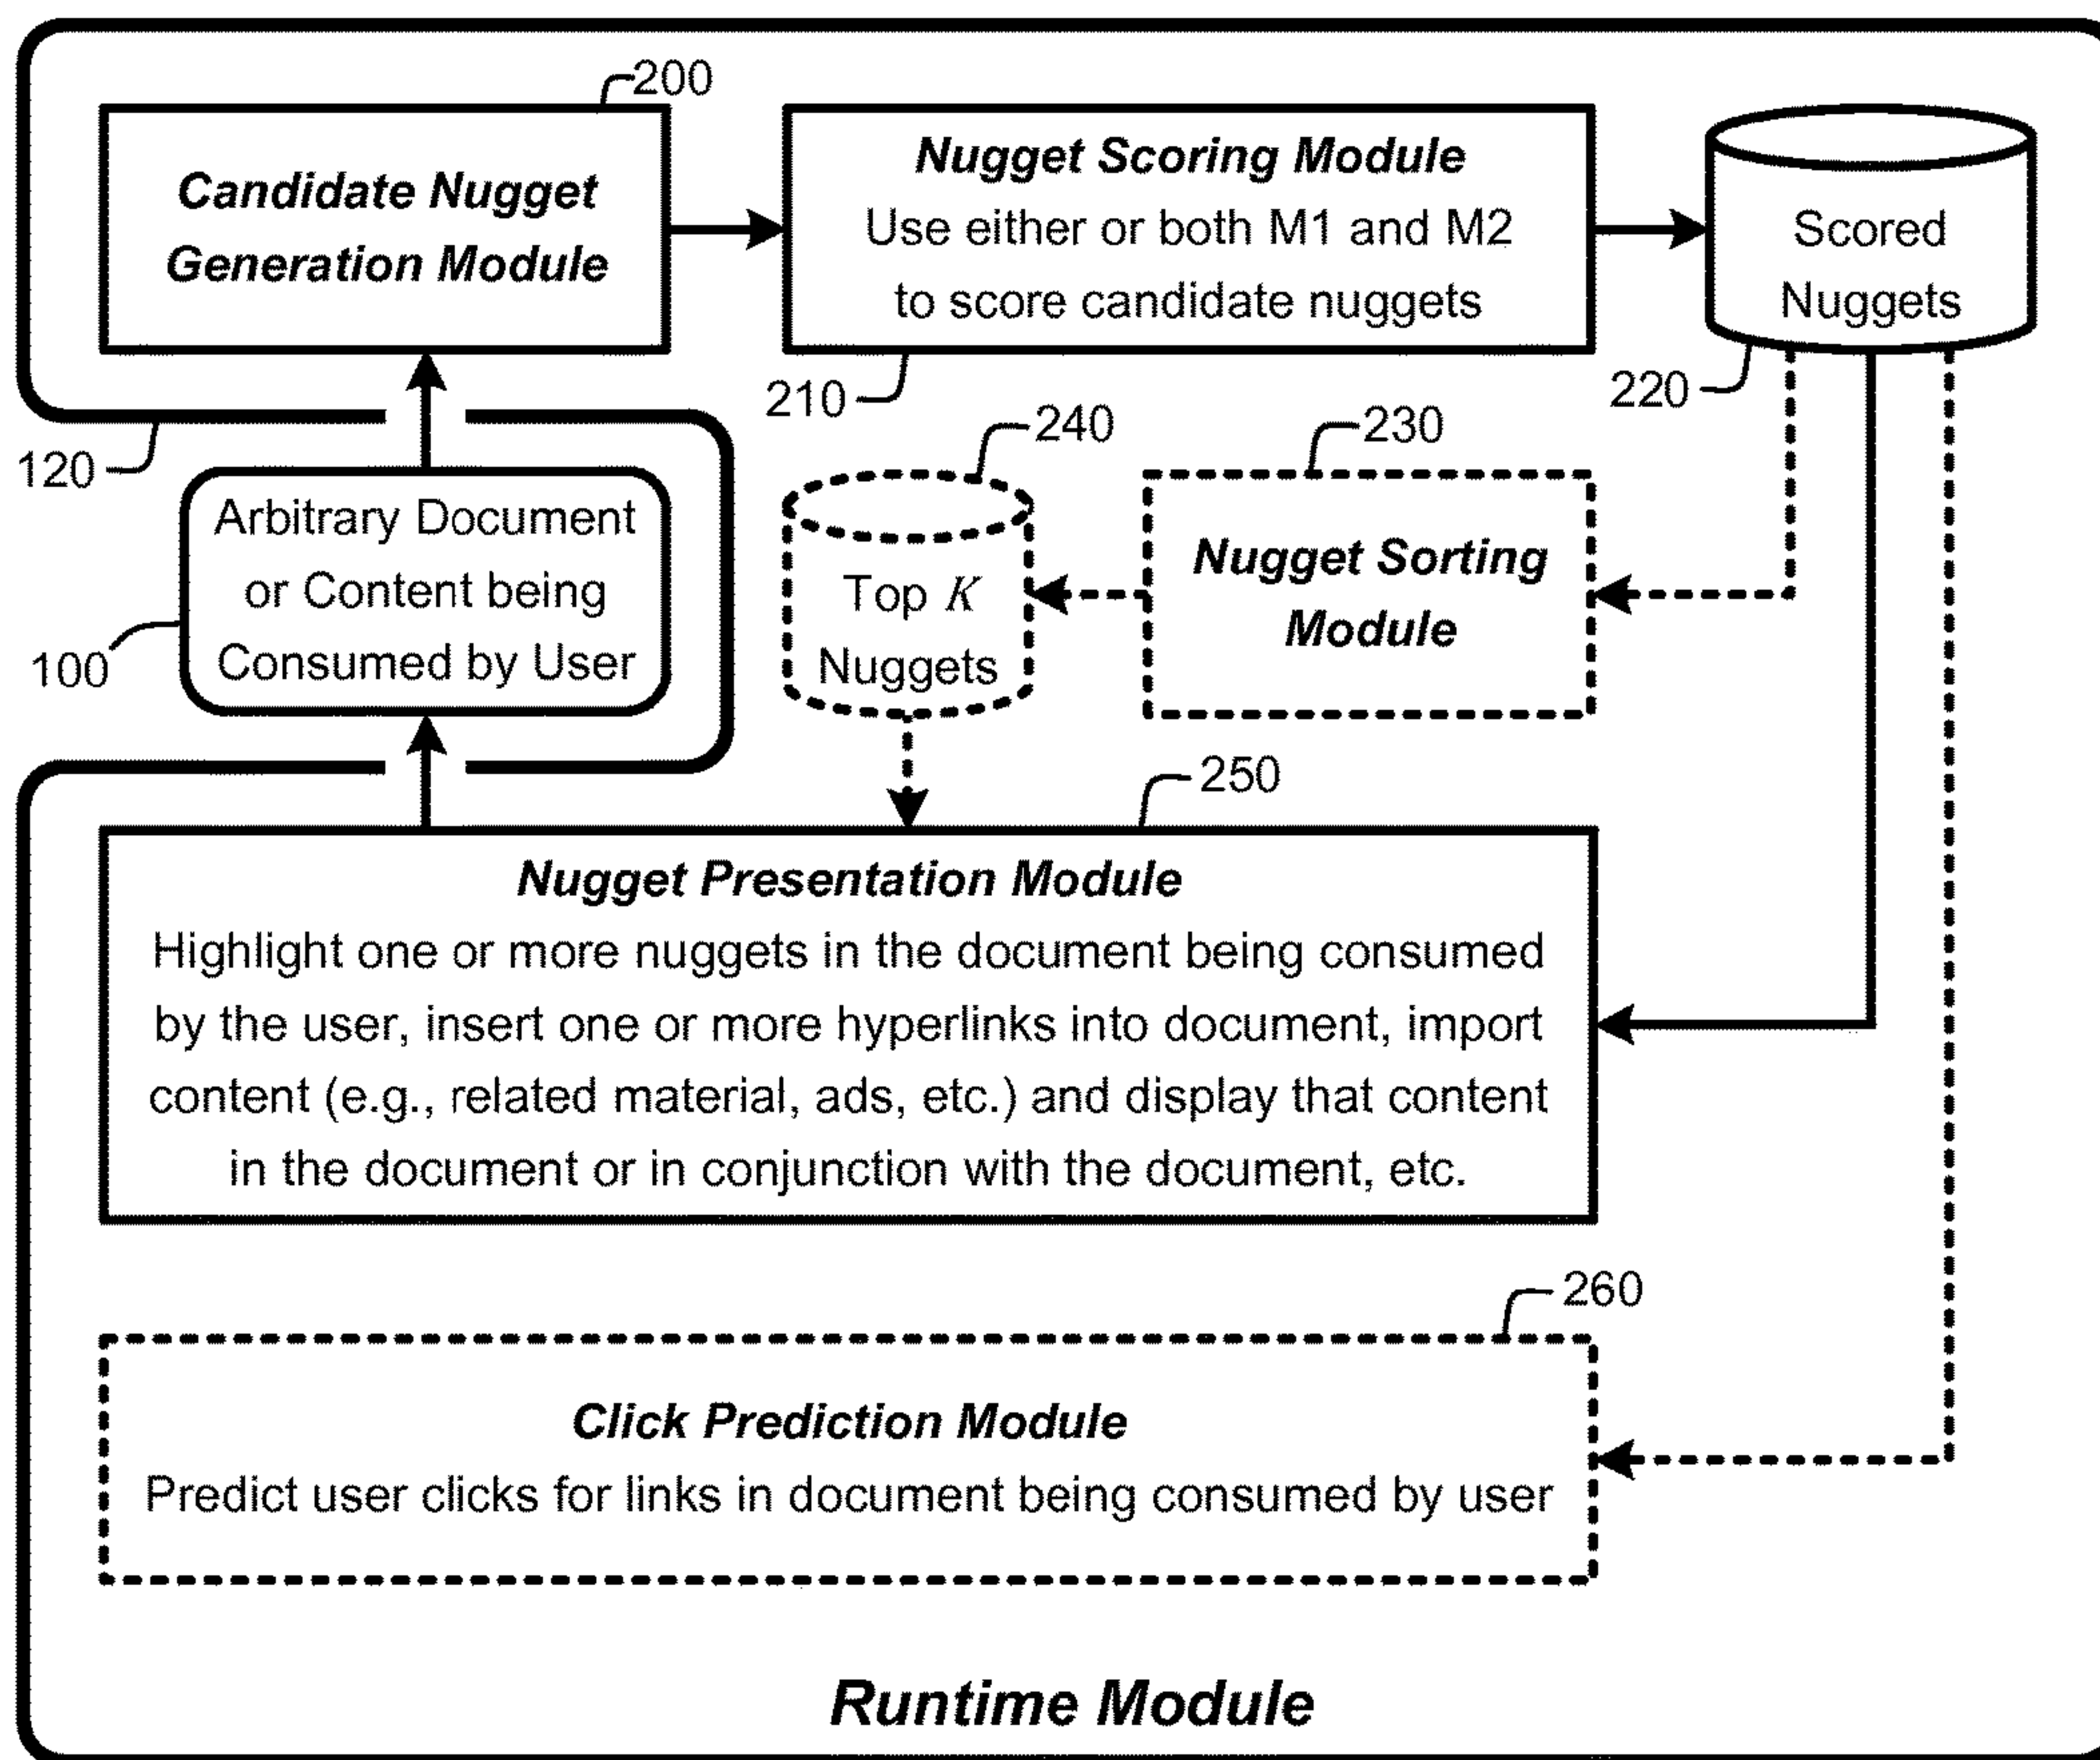 200
Candidate Nugget
Generation Module
Nugget Scoring Module
Use either or both M1 and M2
to score candidate nuggets
Scored
Nuggets
210
220
120
240
230
Arbitrary Document
or Content being
Consumed by User
100
Top K
Nuggets
Nugget Sorting
Module
250
Nugget Presentation Module
Highlight one or more nuggets in the document being consumed
by the user, insert one or more hyperlinks into document, import
content (e.g., related material, ads, etc.) and display that content
in the document or in conjunction with the document, etc.
260
Click Prediction Module
Predict user clicks for links in document being consumed by user
Runtime Module